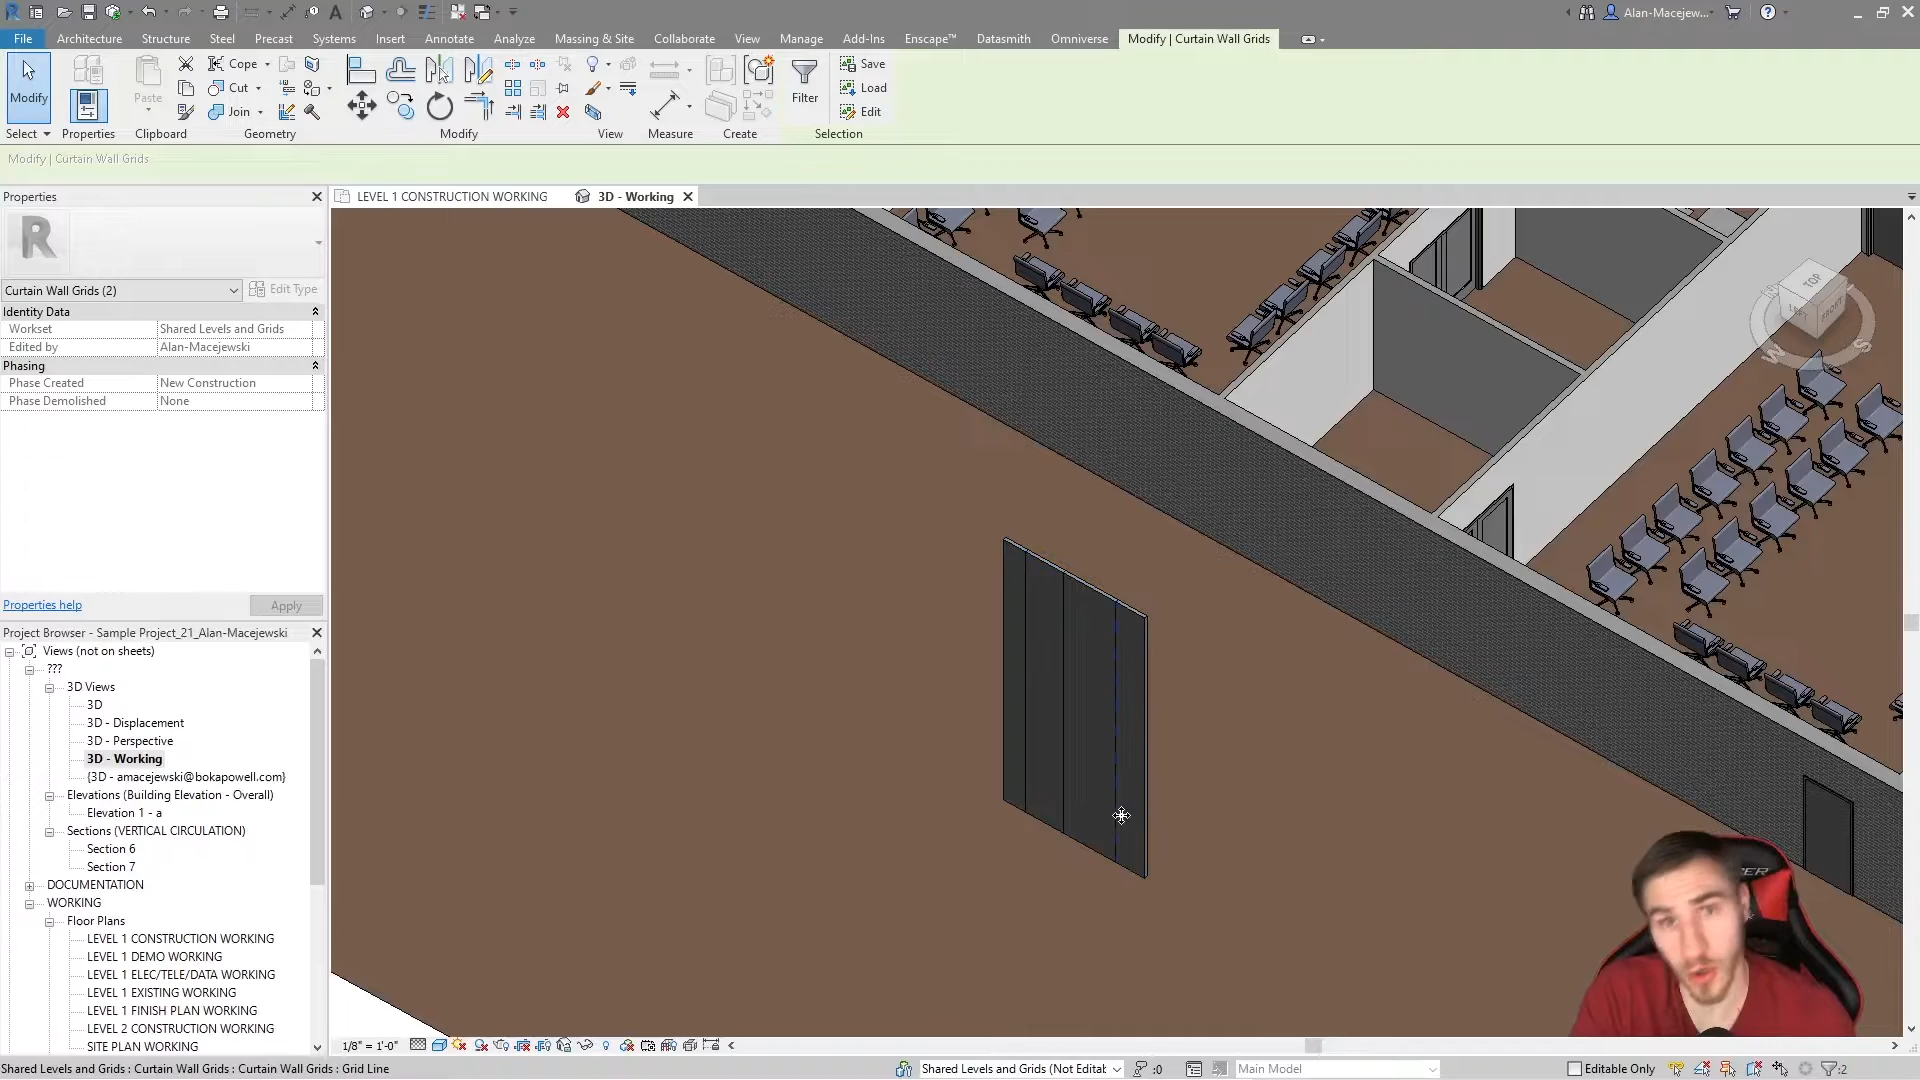 Alan-Macejew...
File Architecture Structure Steel Precast Systems Insert Annotate Analyze Massing & Site Collaborate View Manage Add-Ins Enscape™ Datasmith Omniverse Modify | Curtain Wall Grids
Modify
Paste
Cope
Cut
Join
Filter
Save
Load
Edit
Select Properties Clipboard Geometry Modify View Measure Create Selection
Modify | Curtain Wall Grids
Properties
LEVEL 1 CONSTRUCTION WORKING
3D - Working
R
Curtain Wall Grids (2)
Edit Type
Identity Data
Workset Shared Levels and Grids
Edited by Alan-Macejewski
Phasing
Phase Created New Construction
Phase Demolished None
TOP
LEFT
FRONT
W
S
Properties help
Apply
Project Browser - Sample Project_21_Alan-Macejewski
Views (not on sheets)
???
3D Views
3D
3D - Displacement
3D - Perspective
3D - Working
{3D - amacejewski@bokapowell.com}
Elevations (Building Elevation - Overall)
Elevation 1 - a
Sections (VERTICAL CIRCULATION)
Section 6
Section 7
DOCUMENTATION
WORKING
Floor Plans
LEVEL 1 CONSTRUCTION WORKING
LEVEL 1 DEMO WORKING
LEVEL 1 ELEC/TELE/DATA WORKING
LEVEL 1 EXISTING WORKING
LEVEL 1 FINISH PLAN WORKING
LEVEL 2 CONSTRUCTION WORKING
SITE PLAN WORKING
1/8" = 1'-0"
Shared Levels and Grids : Curtain Wall Grids : Curtain Wall Grids : Grid Line
Shared Levels and Grids (Not Editab
:0
Main Model
Editable Only
:2